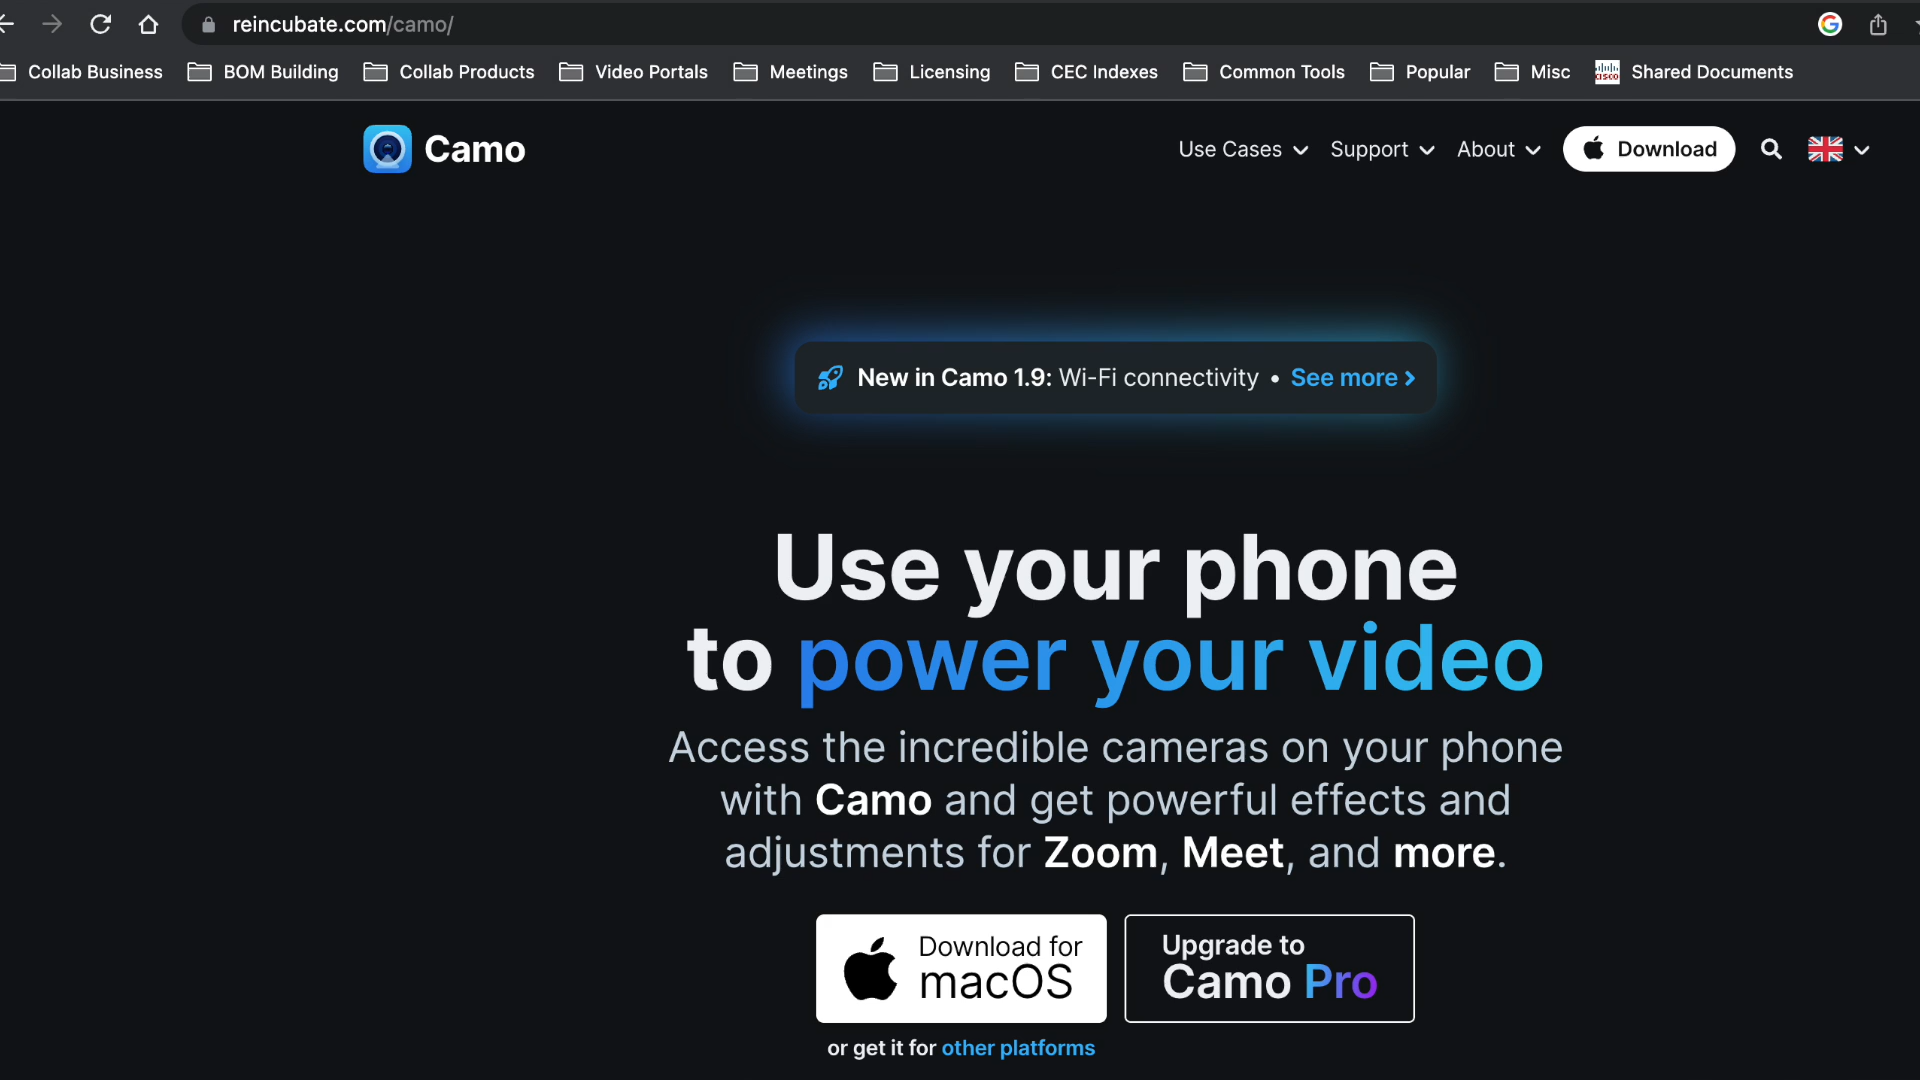 reincubate.com/camo/
Collab Business BOM Building Collab Products Video Portals Meetings Licensing CEC Indexes Common Tools Popular Misc CISCO Shared Documents
Camo Use Cases Support About Download
New in Camo 1.9: Wi-Fi connectivity • See more
Use your phone
to power your video
Access the incredible cameras on your phone
with Camo and get powerful effects and
adjustments for Zoom, Meet, and more.
Download for
macOS
Upgrade to
Camo Pro
or get it for other platforms